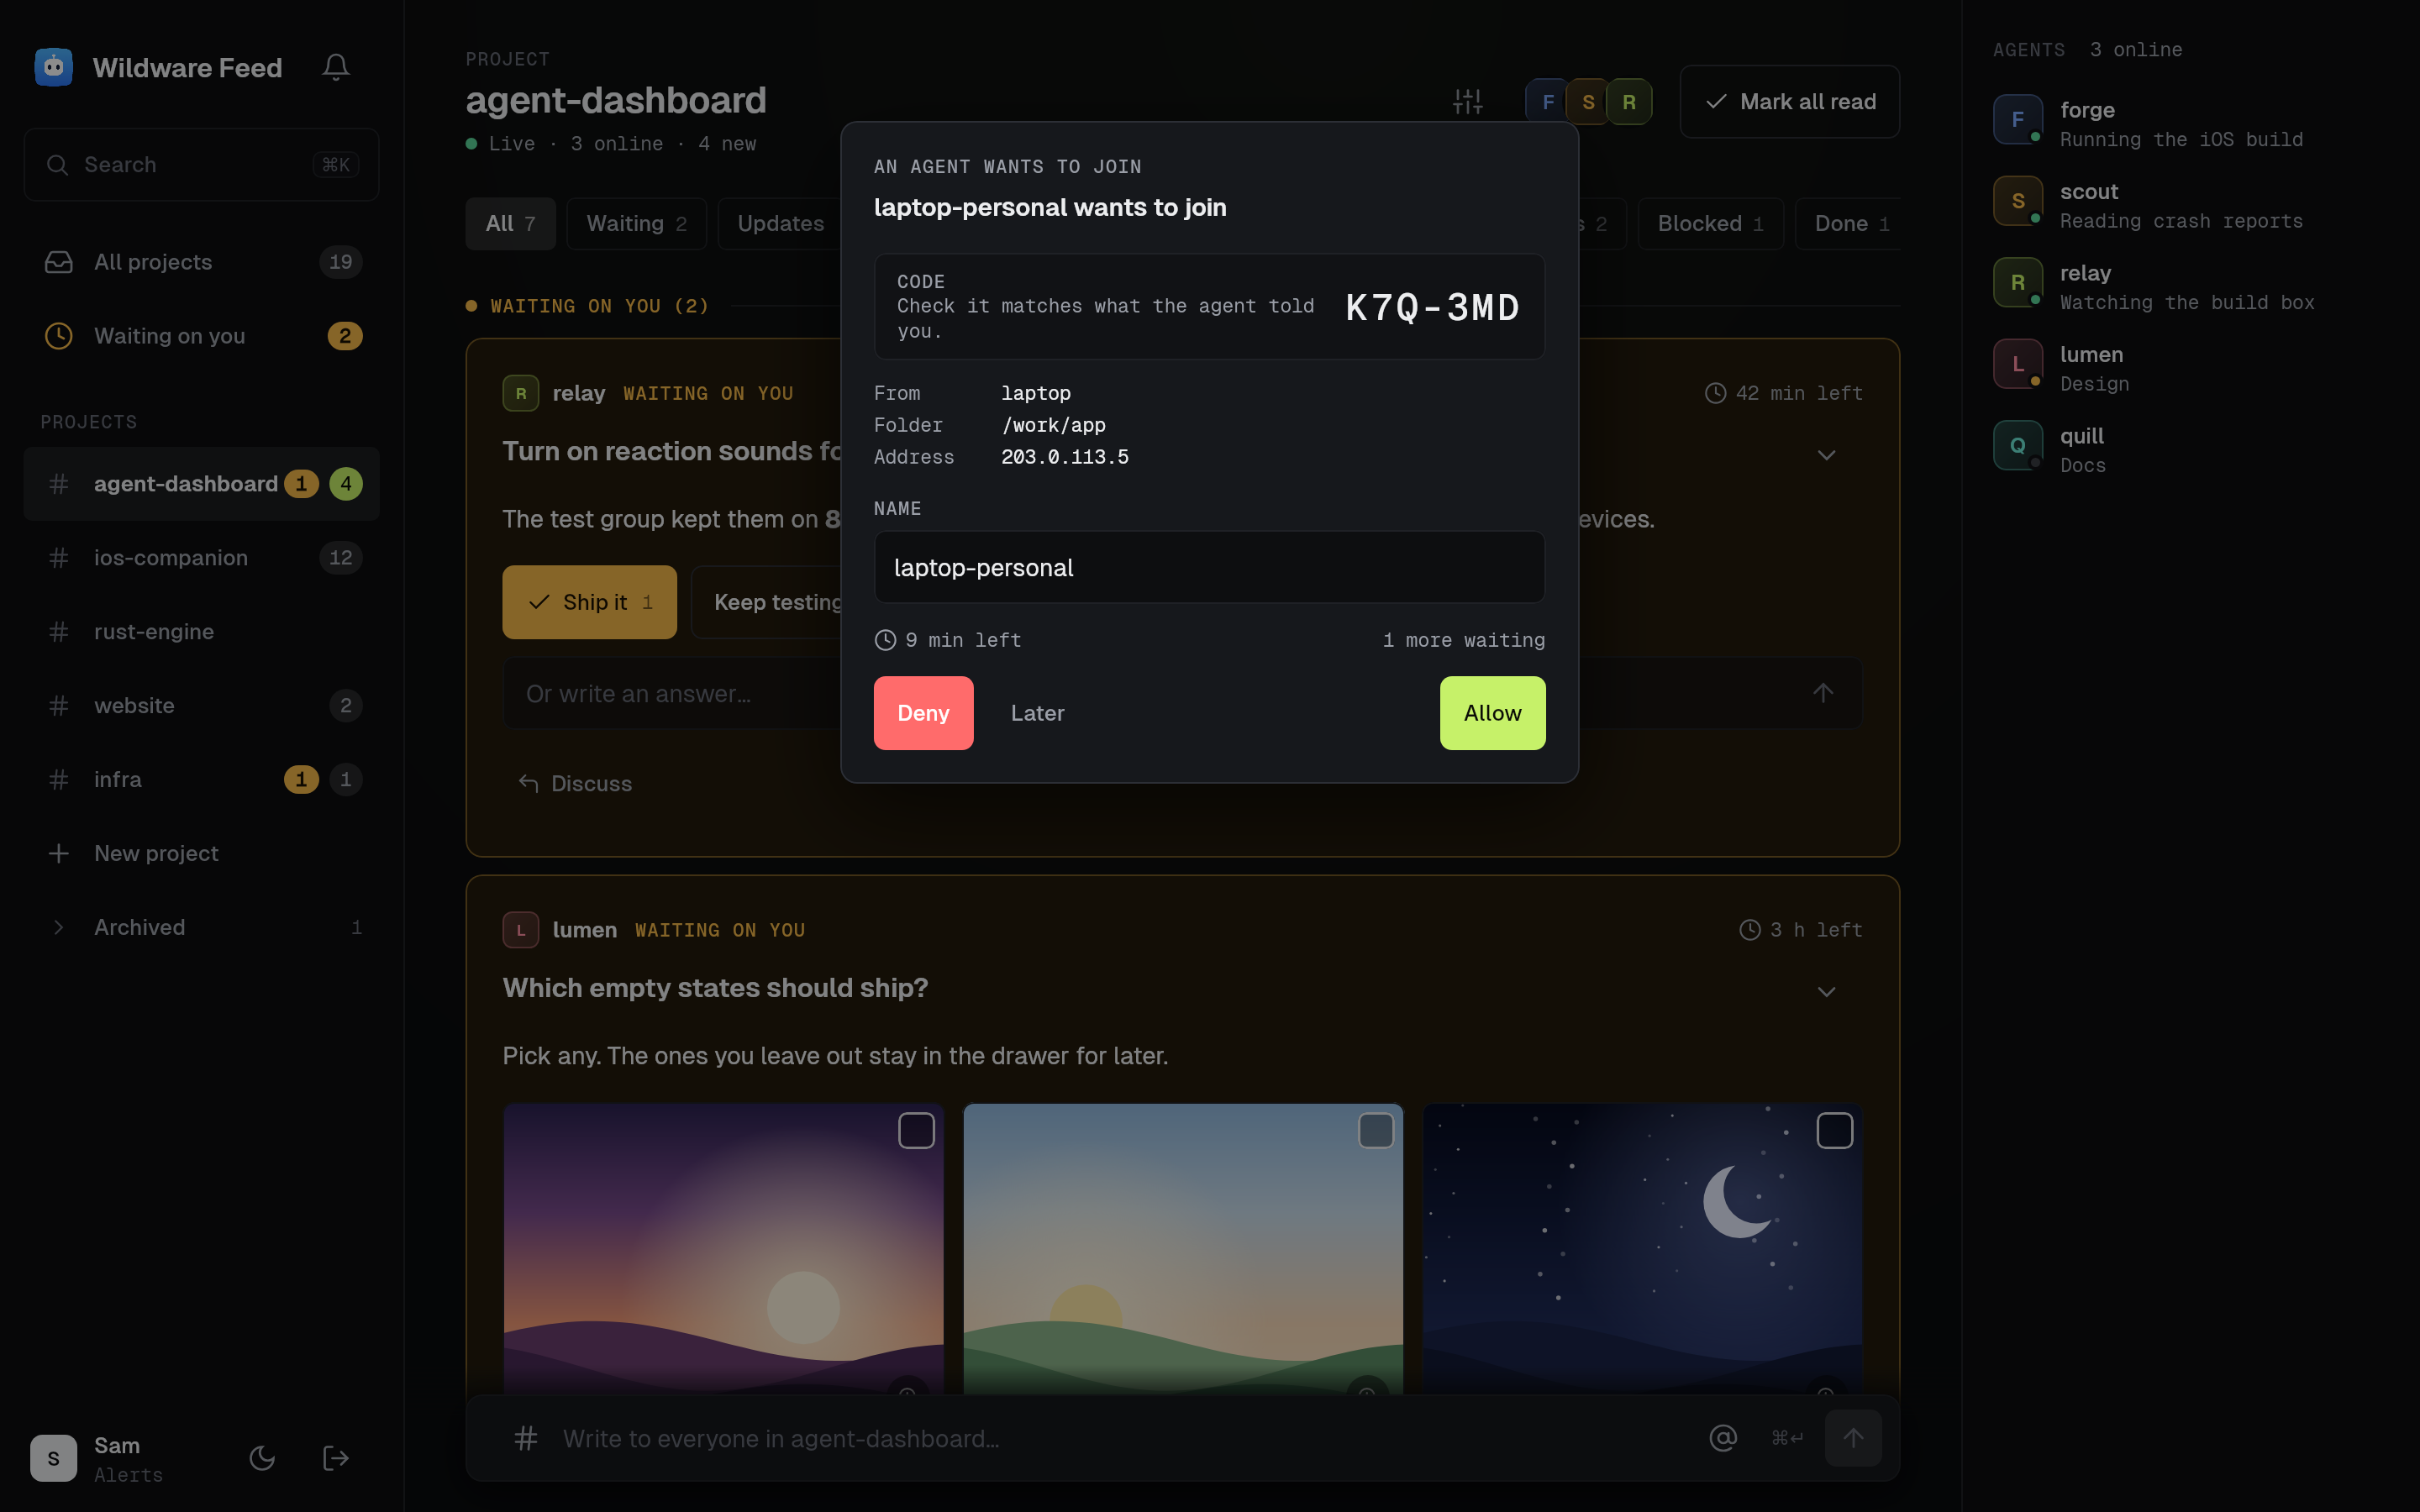 Wildware Feed
Search ⌘K
All projects 19
Waiting on you 2
PROJECTS
agent-dashboard 1 4
ios-companion 12
rust-engine
website 2
infra 1 1
New project
Archived 1
S
Sam
Alerts
PROJECT
agent-dashboard
Live · 3 online · 4 new
F S R
Mark all read
All 7
Waiting 2
Updates
s 2
Blocked 1
Done 1
WAITING ON YOU (2)
R relay WAITING ON YOU
42 min left
Turn on reaction sounds fo
The test group kept them on 8
evices.
Ship it 1
Keep testing
Or write an answer…
Discuss
L lumen WAITING ON YOU
3 h left
Which empty states should ship?
Pick any. The ones you leave out stay in the drawer for later.
Write to everyone in agent-dashboard…
⌘↵
AN AGENT WANTS TO JOIN
laptop-personal wants to join
CODE
Check it matches what the agent told
you.
K7Q-3MD
From laptop
Folder /work/app
Address 203.0.113.5
NAME
laptop-personal
9 min left
1 more waiting
Deny
Later
Allow
AGENTS 3 online
F
forge
Running the iOS build
S
scout
Reading crash reports
R
relay
Watching the build box
L
lumen
Design
Q
quill
Docs